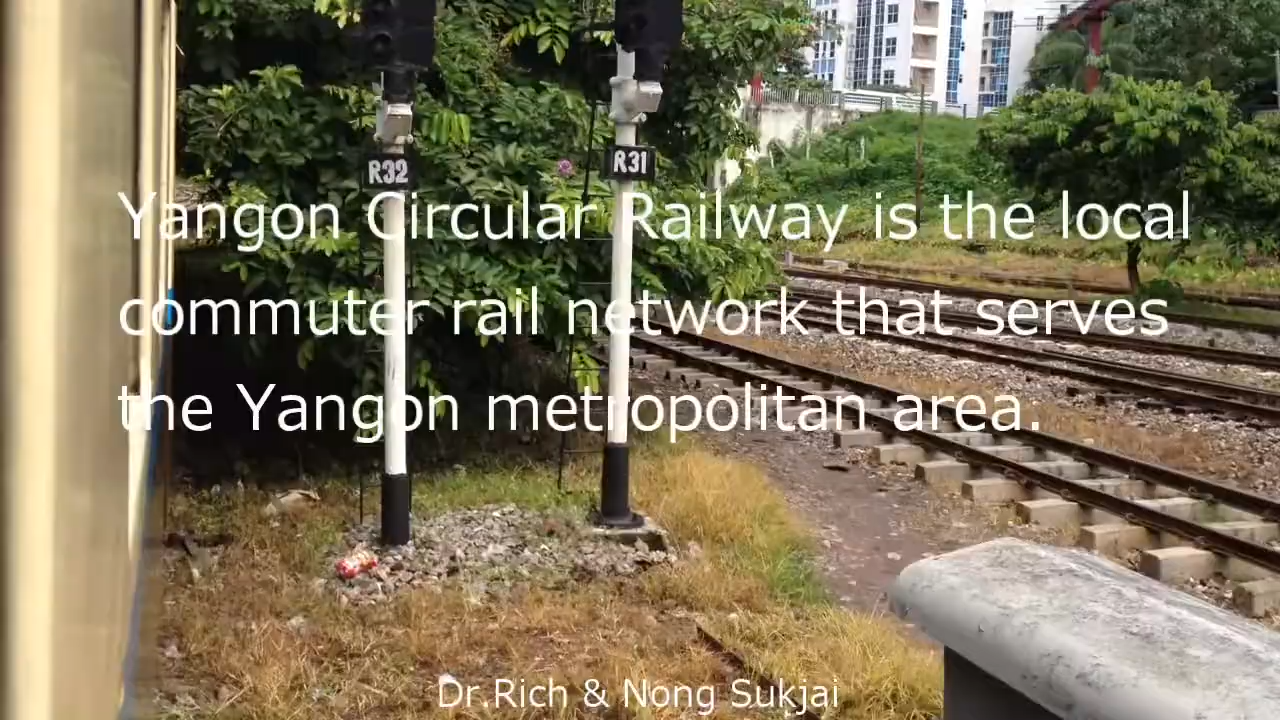 R32
R31
Yangon Circular Railway is the local
commuter rail network that serves
the Yangon metropolitan area.
Dr.Rich & Nong Sukjai